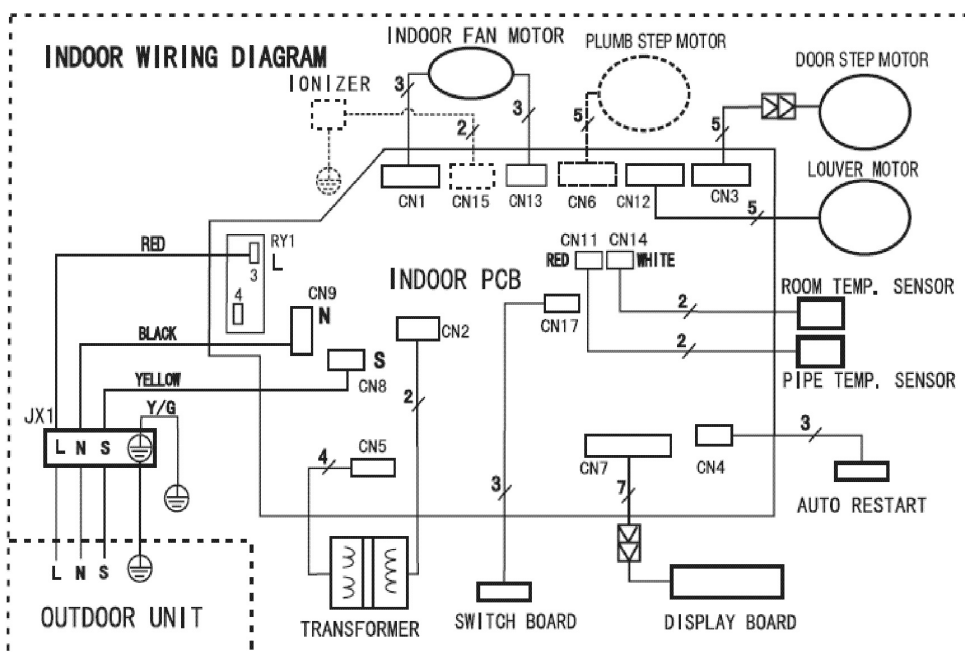 INDOOR WIRING DIAGRAM
INDOOR FAN MOTOR
PLUMB STEP MOTOR
DOOR STEP MOTOR
IONIZER
3
3
2
5
5
LOUVER MOTOR
CN1
CN15
CN13
CN6
CN12
CN3
5
RED
RY1
3
L
4
CN11
CN14
RED
WHITE
INDOOR PCB
ROOM TEMP. SENSOR
CN9
N
CN2
CN17
2
BLACK
2
S
CN8
PIPE TEMP. SENSOR
YELLOW
2
Y/G
JX1
L N S
CN5
4
CN7
CN4
3
3
7
AUTO RESTART
L N S
OUTDOOR UNIT
TRANSFORMER
SWITCH BOARD
DISPLAY BOARD